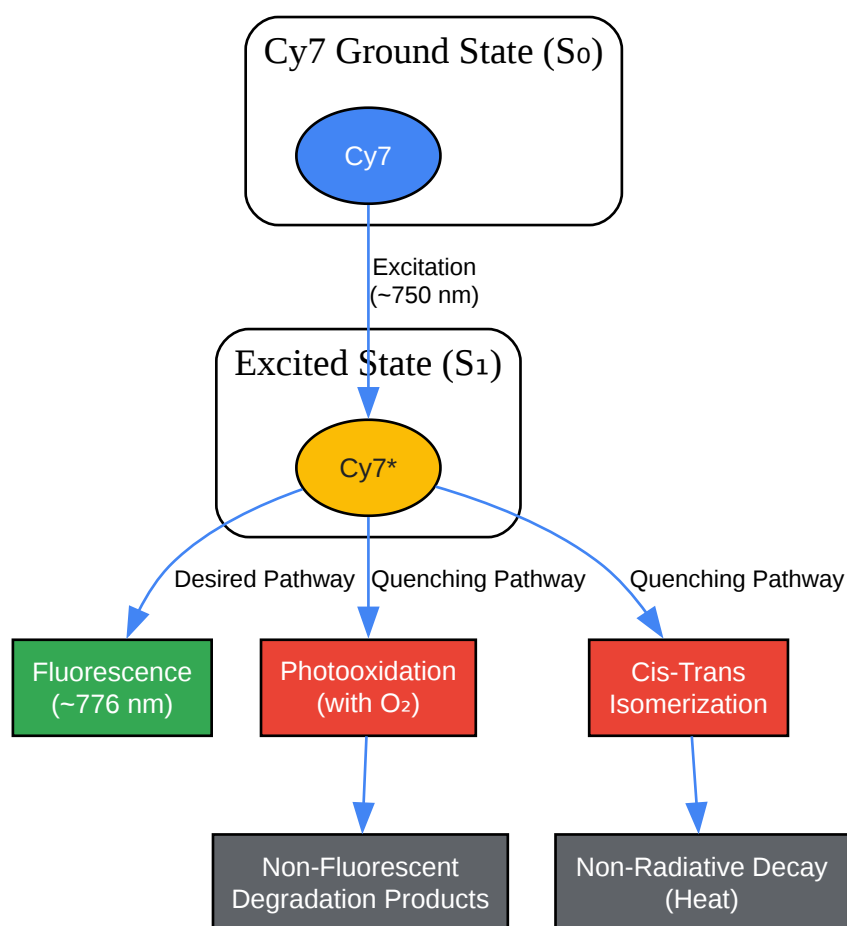 Cy7 Ground State (S₀)
Cy7
Excitation
(~750 nm)
Excited State (S₁)
Cy7*
Desired Pathway
Quenching Pathway
Quenching Pathway
Fluorescence
(~776 nm)
Photooxidation
(with O₂)
Cis-Trans
Isomerization
Non-Fluorescent
Degradation Products
Non-Radiative Decay
(Heat)